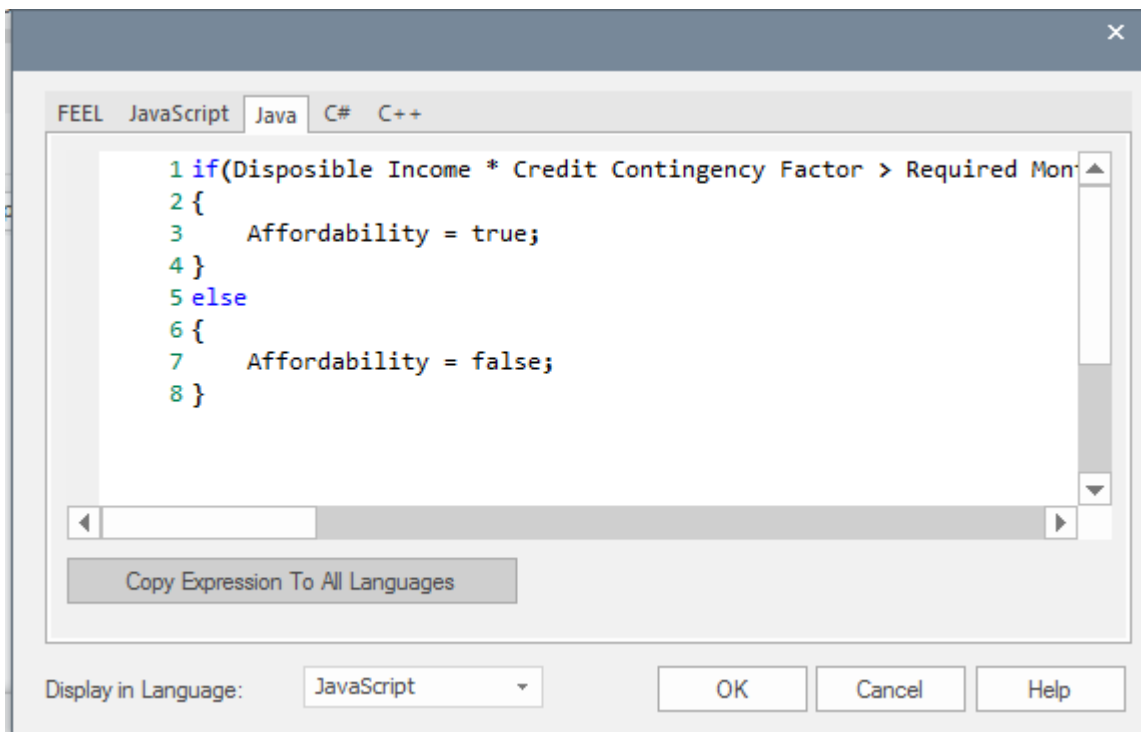 FEEL JavaScript Java C# C++
1 if(Disposible Income * Credit Contingency Factor > Required Mon
2 {
3 Affordability = true;
4 }
5 else
6 {
7 Affordability = false;
8 }
Copy Expression To All Languages
Display in Language: JavaScript OK Cancel Help